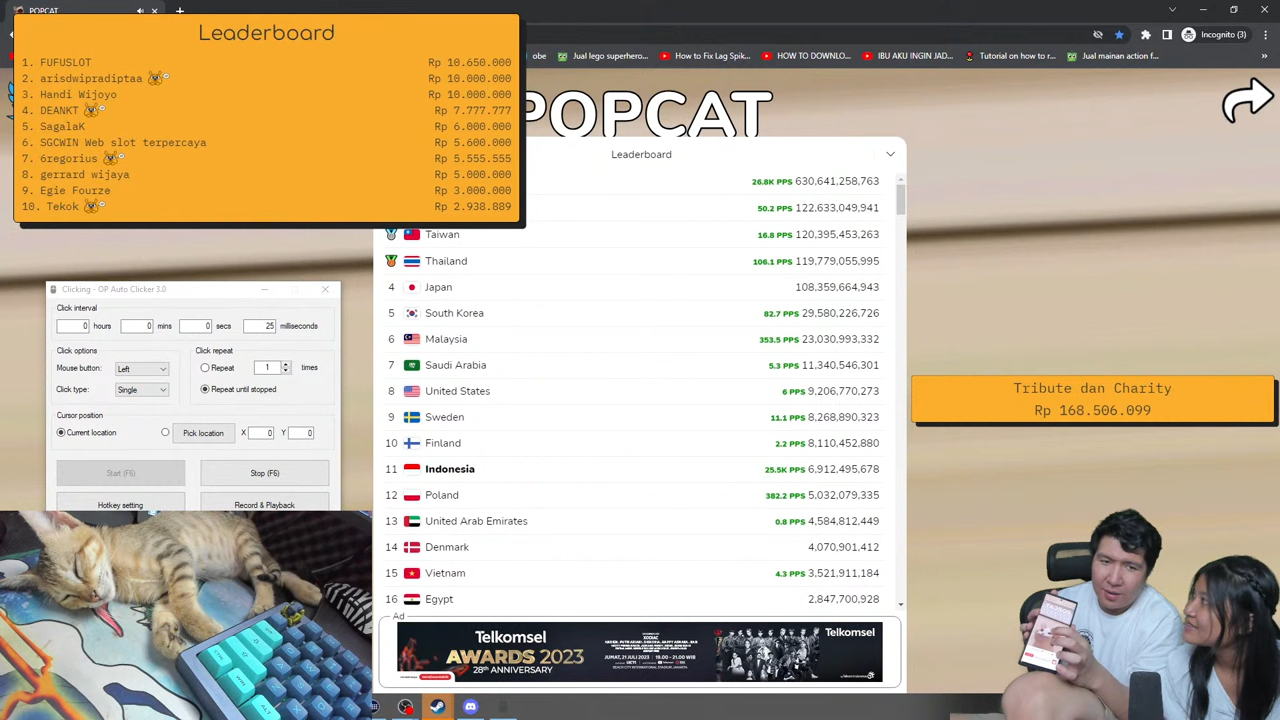 POPCAT
Incognito (3)
obe
Jual lego superhero...
How to Fix Lag Spik...
HOW TO DOWNLO...
IBU AKU INGIN JAD...
Tutorial on how to r...
Jual mainan action f...
Leaderboard
1. FUFUSLOT Rp 10.650.000
2. arisdwipradiptaa Rp 10.000.000
3. Handi Wijoyo Rp 10.000.000
4. DEANKT Rp 7.777.777
5. SagalaK Rp 6.000.000
6. SGCWIN Web slot terpercaya Rp 5.600.000
7. 6regorius Rp 5.555.555
8. gerrard wijaya Rp 5.000.000
9. Egie Fourze Rp 3.000.000
10. Tekok Rp 2.938.889
POPCAT
Leaderboard
26.8K PPS 630,641,258,763
50.2 PPS 122,633,049,941
Taiwan 16.8 PPS 120,395,453,263
Thailand 106.1 PPS 119,779,055,995
4 Japan 108,359,664,943
5 South Korea 82.7 PPS 29,580,226,726
6 Malaysia 353.5 PPS 23,030,993,332
7 Saudi Arabia 5.3 PPS 11,340,546,301
8 United States 6 PPS 9,206,770,273
9 Sweden 11.1 PPS 8,268,890,323
10 Finland 2.2 PPS 8,110,452,880
11 Indonesia 25.5K PPS 6,912,495,678
12 Poland 382.2 PPS 5,032,079,335
13 United Arab Emirates 0.8 PPS 4,584,812,449
14 Denmark 4,070,901,412
15 Vietnam 4.3 PPS 3,521,911,184
16 Egypt 2,847,700,928
Ad
Telkomsel
AWARDS 2023
28th ANNIVERSARY
JUMAT, 21 JULI 2023 | 19.00 - 21.00 WIB
Telkomsel
Clicking - OP Auto Clicker 3.0
Click interval
0 hours 0 mins 0 secs 25 milliseconds
Click options
Mouse button: Left
Click type: Single
Click repeat
Repeat 1 times
Repeat until stopped
Cursor position
Current location Pick location X 0 Y 0
Start (F6) Stop (F6)
Hotkey setting Record & Playback
Tribute dan Charity
Rp 168.506.099